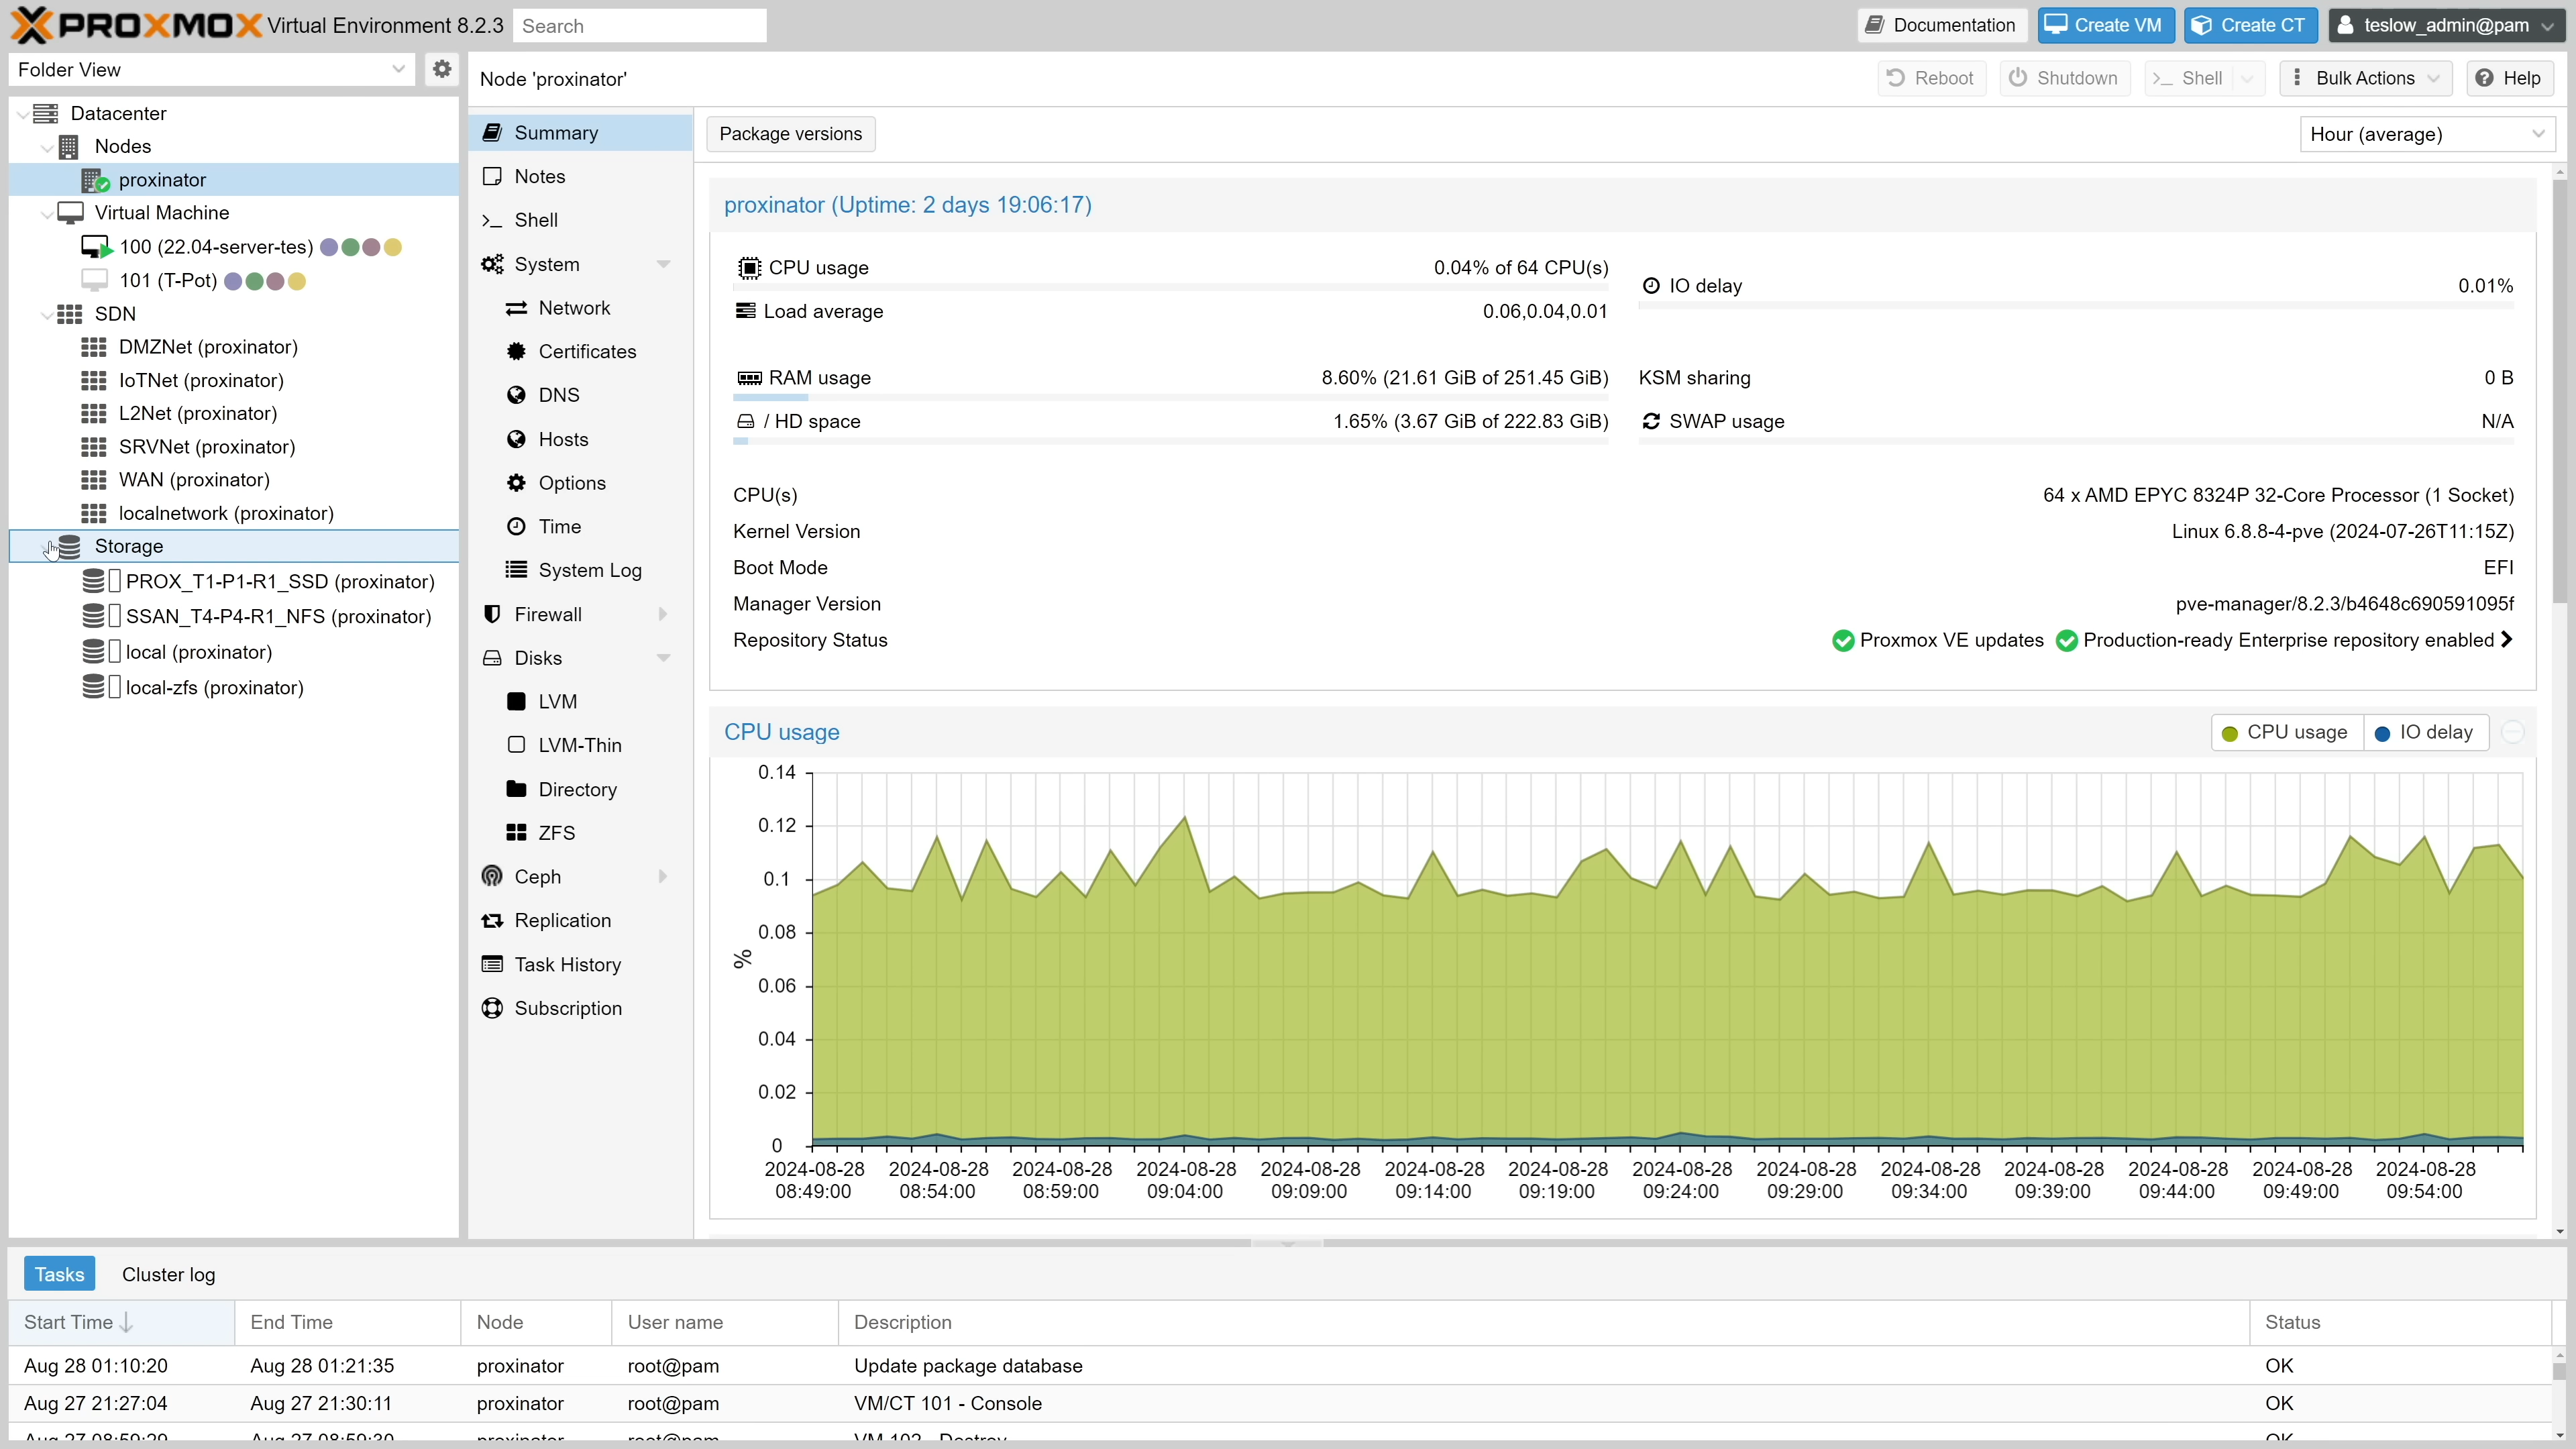 PROXMOX Virtual Environment 8.2.3
Search
Documentation
Create VM
Create CT
teslow_admin@pam
Folder View
Datacenter
Nodes
proxinator
Virtual Machine
100 (22.04-server-tes)
101 (T-Pot)
SDN
DMZNet (proxinator)
IoTNet (proxinator)
L2Net (proxinator)
SRVNet (proxinator)
WAN (proxinator)
localnetwork (proxinator)
Storage
PROX_T1-P1-R1_SSD (proxinator)
SSAN_T4-P4-R1_NFS (proxinator)
local (proxinator)
local-zfs (proxinator)
Node 'proxinator'
Reboot
Shutdown
Shell
Bulk Actions
Help
Summary
Notes
Shell
System
Network
Certificates
DNS
Hosts
Options
Time
System Log
Firewall
Disks
LVM
LVM-Thin
Directory
ZFS
Ceph
Replication
Task History
Subscription
Package versions
Hour (average)
proxinator (Uptime: 2 days 19:06:17)
CPU usage 0.04% of 64 CPU(s)
IO delay 0.01%
Load average 0.06,0.04,0.01
RAM usage 8.60% (21.61 GiB of 251.45 GiB)
KSM sharing 0 B
/ HD space 1.65% (3.67 GiB of 222.83 GiB)
SWAP usage N/A
CPU(s) 64 x AMD EPYC 8324P 32-Core Processor (1 Socket)
Kernel Version Linux 6.8.8-4-pve (2024-07-26T11:15Z)
Boot Mode EFI
Manager Version pve-manager/8.2.3/b4648c690591095f
Repository Status Proxmox VE updates Production-ready Enterprise repository enabled
CPU usage
CPU usage
IO delay
0.14
0.12
0.1
0.08
0.06
0.04
0.02
0
%
2024-08-28 2024-08-28 2024-08-28 2024-08-28 2024-08-28 2024-08-28 2024-08-28 2024-08-28 2024-08-28 2024-08-28 2024-08-28 2024-08-28 2024-08-28 2024-08-28
08:49:00 08:54:00 08:59:00 09:04:00 09:09:00 09:14:00 09:19:00 09:24:00 09:29:00 09:34:00 09:39:00 09:44:00 09:49:00 09:54:00
Tasks
Cluster log
Start Time End Time Node User name Description Status
Aug 28 01:10:20 Aug 28 01:21:35 proxinator root@pam Update package database OK
Aug 27 21:27:04 Aug 27 21:30:11 proxinator root@pam VM/CT 101 - Console OK
Aug 27 08:59:29 Aug 27 08:59:30 proxinator root@pam VM 102 - Destroy OK